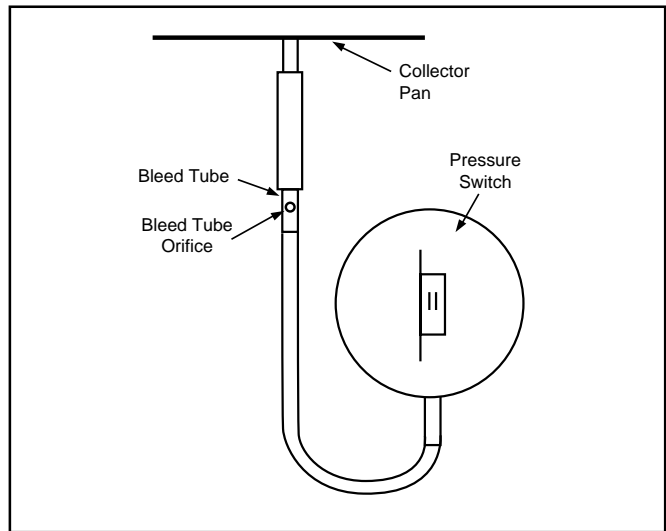 Collector
Pan
Pressure
Switch
Bleed Tube
Bleed Tube
Orifice